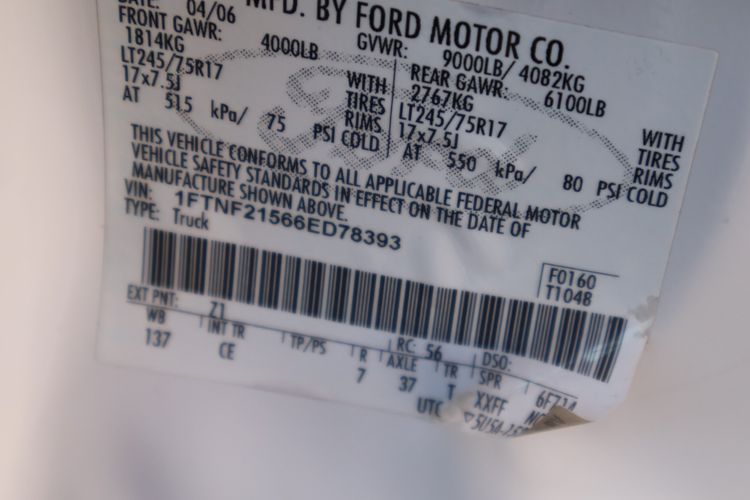 DATE: 04/06 MFD. BY FORD MOTOR CO.
FRONT GAWR: 4000LB GVWR: 9000LB/ 4082KG
1814KG REAR GAWR: 6100LB
LT245/75R17 WITH 2767KG WITH
17x7.5J TIRES LT245/75R17 TIRES
RIMS 17x7.5J RIMS
AT 515 kPa/ 75 PSI COLD AT 550 kPa/ 80 PSI COLD
THIS VEHICLE CONFORMS TO ALL APPLICABLE FEDERAL MOTOR
VEHICLE SAFETY STANDARDS IN EFFECT ON THE DATE OF
MANUFACTURE SHOWN ABOVE.
VIN: 1FTNF21566ED78393
TYPE: Truck
F0160
T1048
EXT PNT: Z1 RC: 56 DSO:
WB INT TR TP/PS R AXLE TR SPR 6F714
137 CE 7 37 T XXFF
UTC